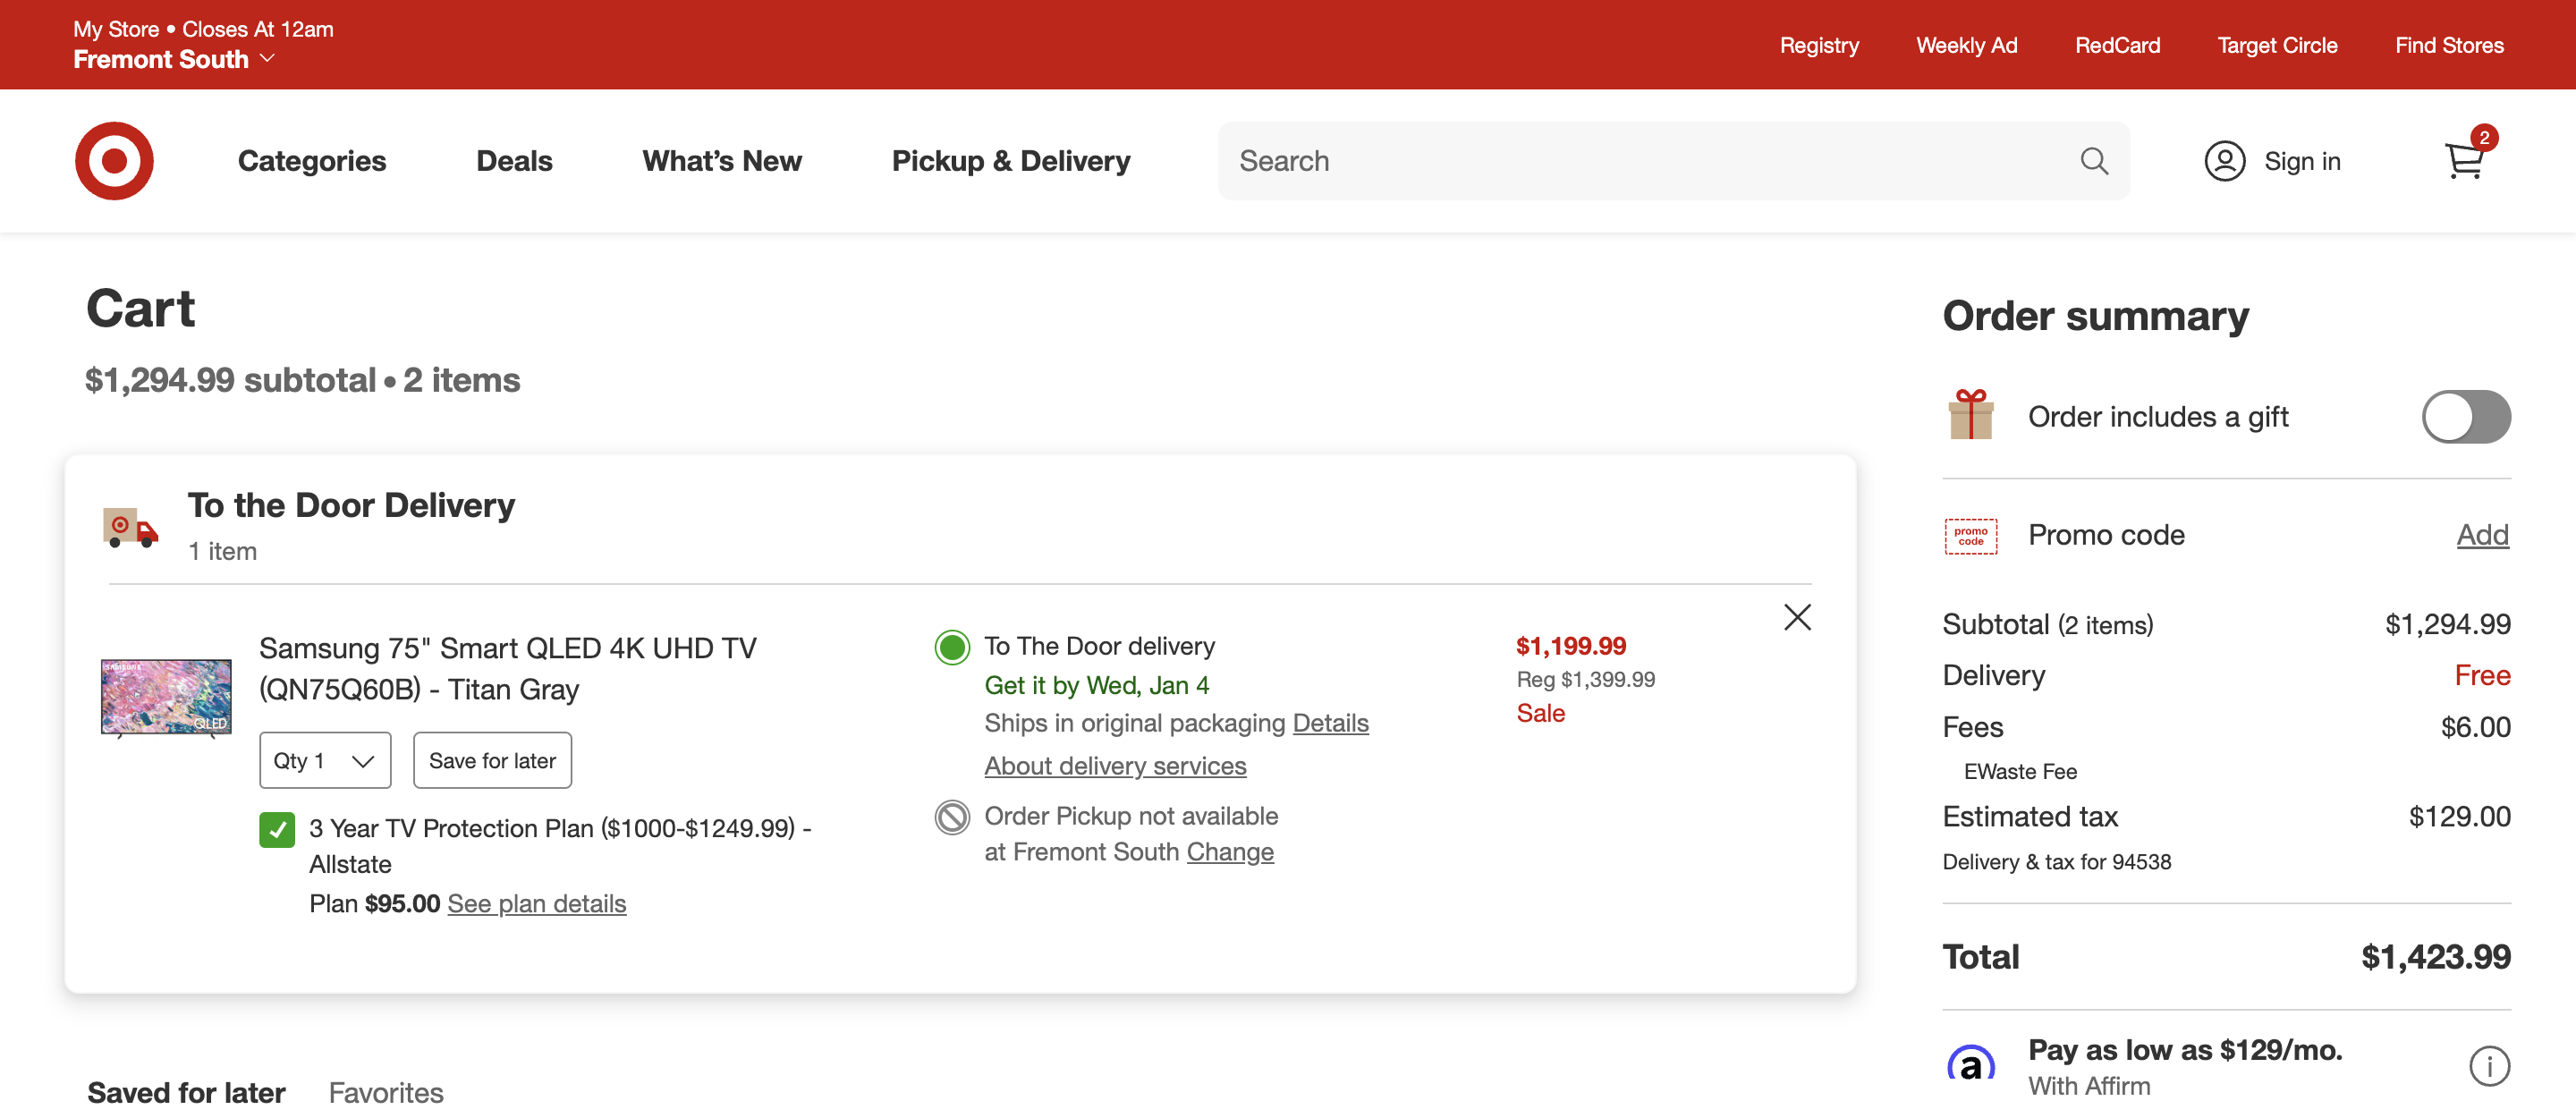 My Store • Closes At 12am
Fremont South
Registry
Weekly Ad
RedCard
Target Circle
Find Stores
Categories
Deals
What's New
Pickup & Delivery
Search
Sign in
2
Cart
$1,294.99 subtotal • 2 items
To the Door Delivery
1 item
SAMSUNG
QLED
Samsung 75" Smart QLED 4K UHD TV
(QN75Q60B) - Titan Gray
Qty 1
Save for later
3 Year TV Protection Plan ($1000-$1249.99) -
Allstate
Plan $95.00 See plan details
To The Door delivery
Get it by Wed, Jan 4
Ships in original packaging Details
About delivery services
Order Pickup not available
at Fremont South Change
$1,199.99
Reg $1,399.99
Sale
Saved for later
Favorites
Order summary
Order includes a gift
promo
code
Promo code
Add
Subtotal (2 items) $1,294.99
Delivery Free
Fees $6.00
EWaste Fee
Estimated tax $129.00
Delivery & tax for 94538
Total $1,423.99
a
Pay as low as $129/mo.
With Affirm